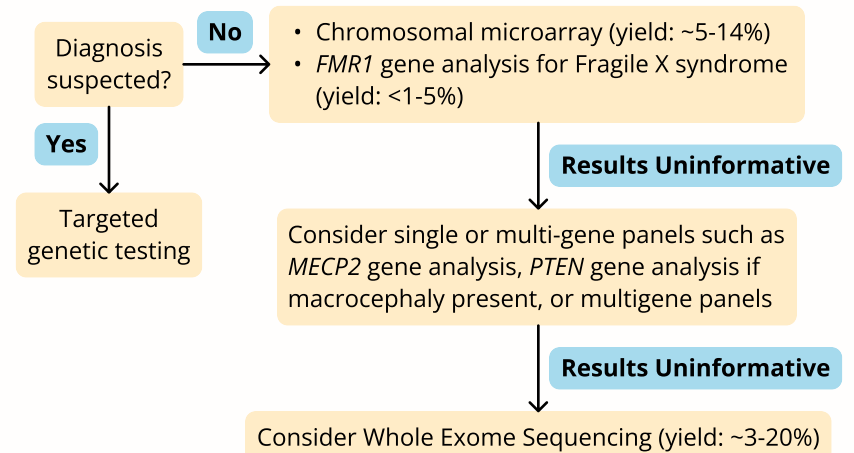 Diagnosis
suspected?
No
• Chromosomal microarray (yield: ~5-14%)
• FMR1 gene analysis for Fragile X syndrome
(yield: <1-5%)
Yes
Targeted
genetic testing
Results Uninformative
Consider single or multi-gene panels such as
MECP2 gene analysis, PTEN gene analysis if
macrocephaly present, or multigene panels
Results Uninformative
Consider Whole Exome Sequencing (yield: ~3-20%)